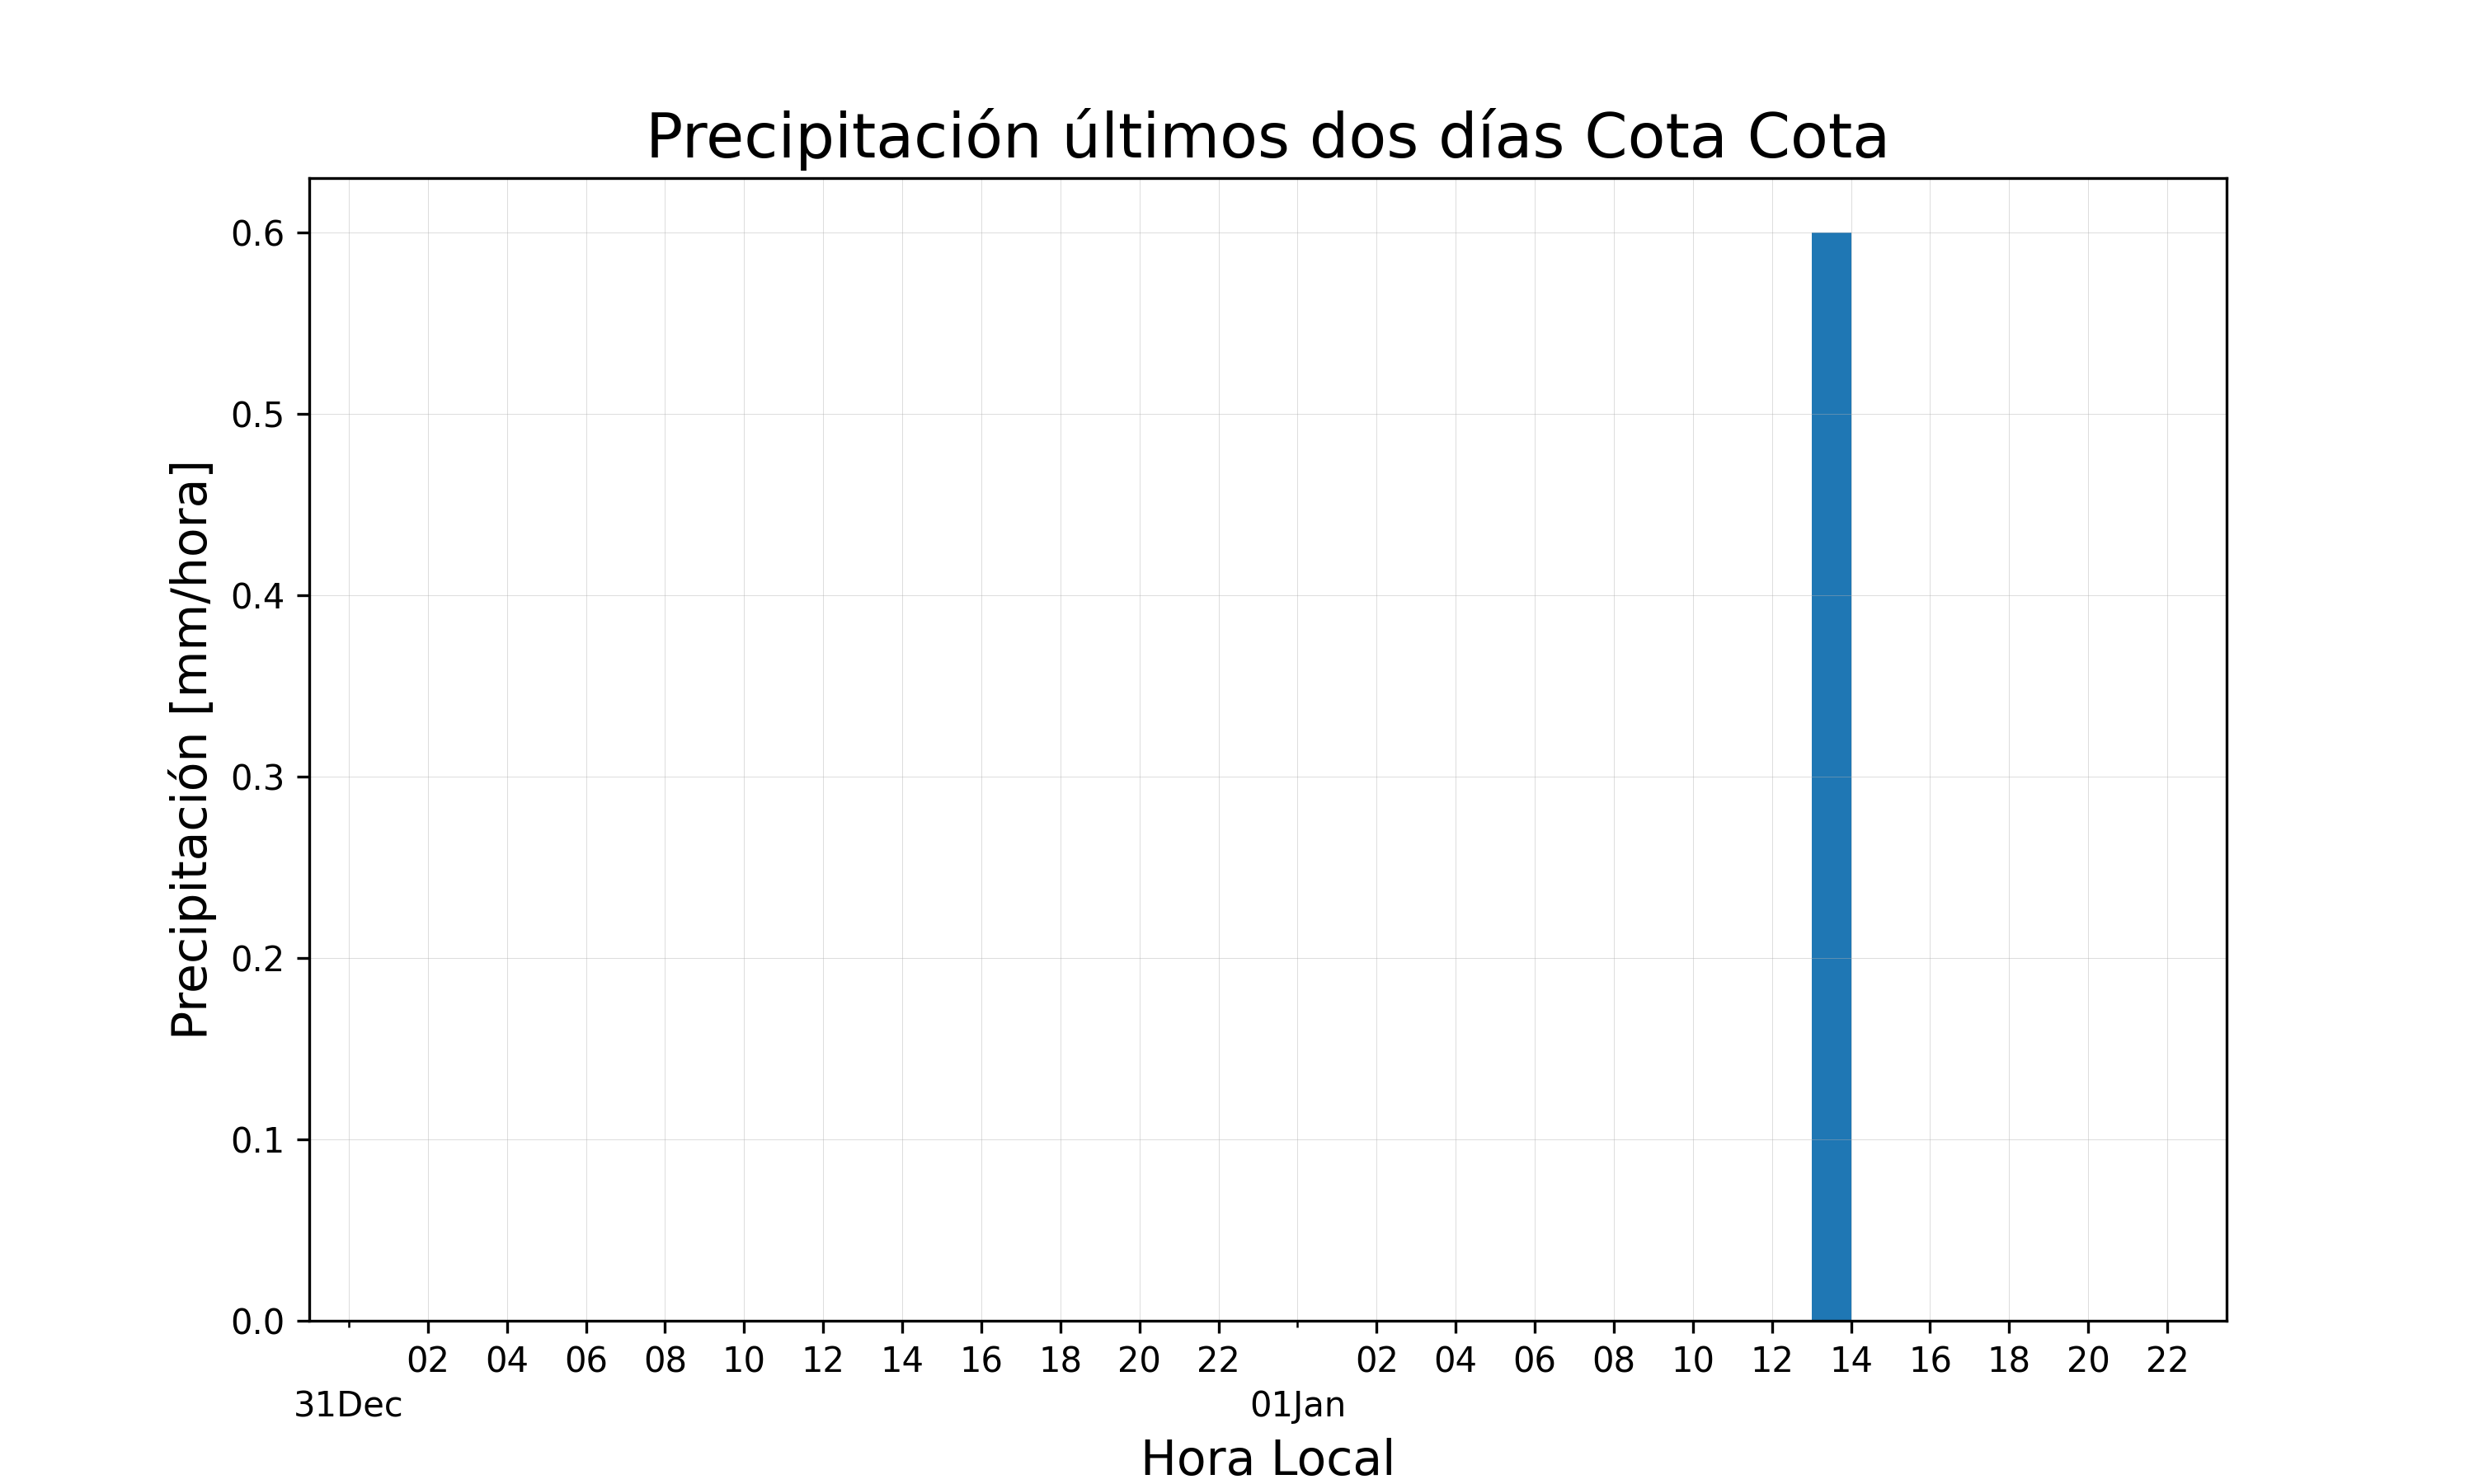 Precipitación últimos dos días Cota Cota
Precipitación [mm/hora]
0.6
0.5
0.4
0.3
0.2
0.1
0.0
02 04 06 08 10 12 14 16 18 20 22 02 04 06 08 10 12 14 16 18 20 22
31Dec 01Jan
Hora Local